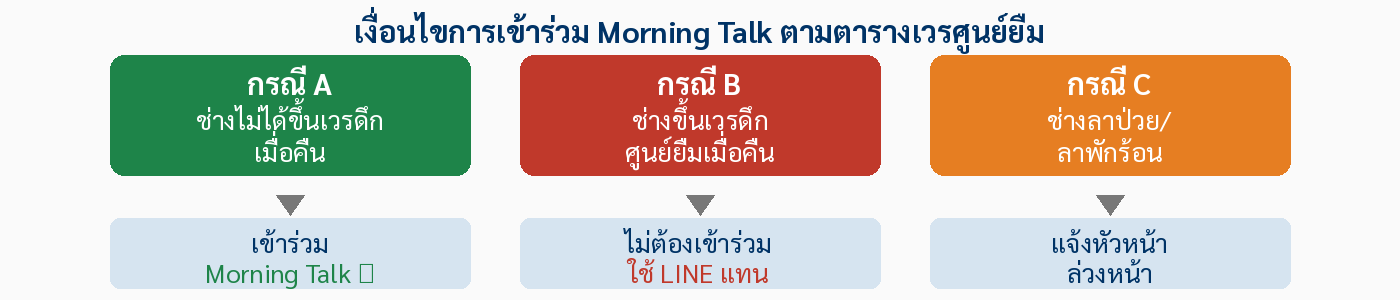 เงื่อนไขการเข้าร่วม Morning Talk ตามตารางเวรศูนย์ยืม
กรณี A
ช่างไม่ได้ขึ้นเวรดึก
เมื่อคืน
กรณี B
ช่างขึ้นเวรดึก
ศูนย์ยืมเมื่อคืน
กรณี C
ช่างลาป่วย/
ลาพักร้อน
เข้าร่วม
Morning Talk
ไม่ต้องเข้าร่วม
ใช้ LINE แทน
แจ้งหัวหน้า
ล่วงหน้า